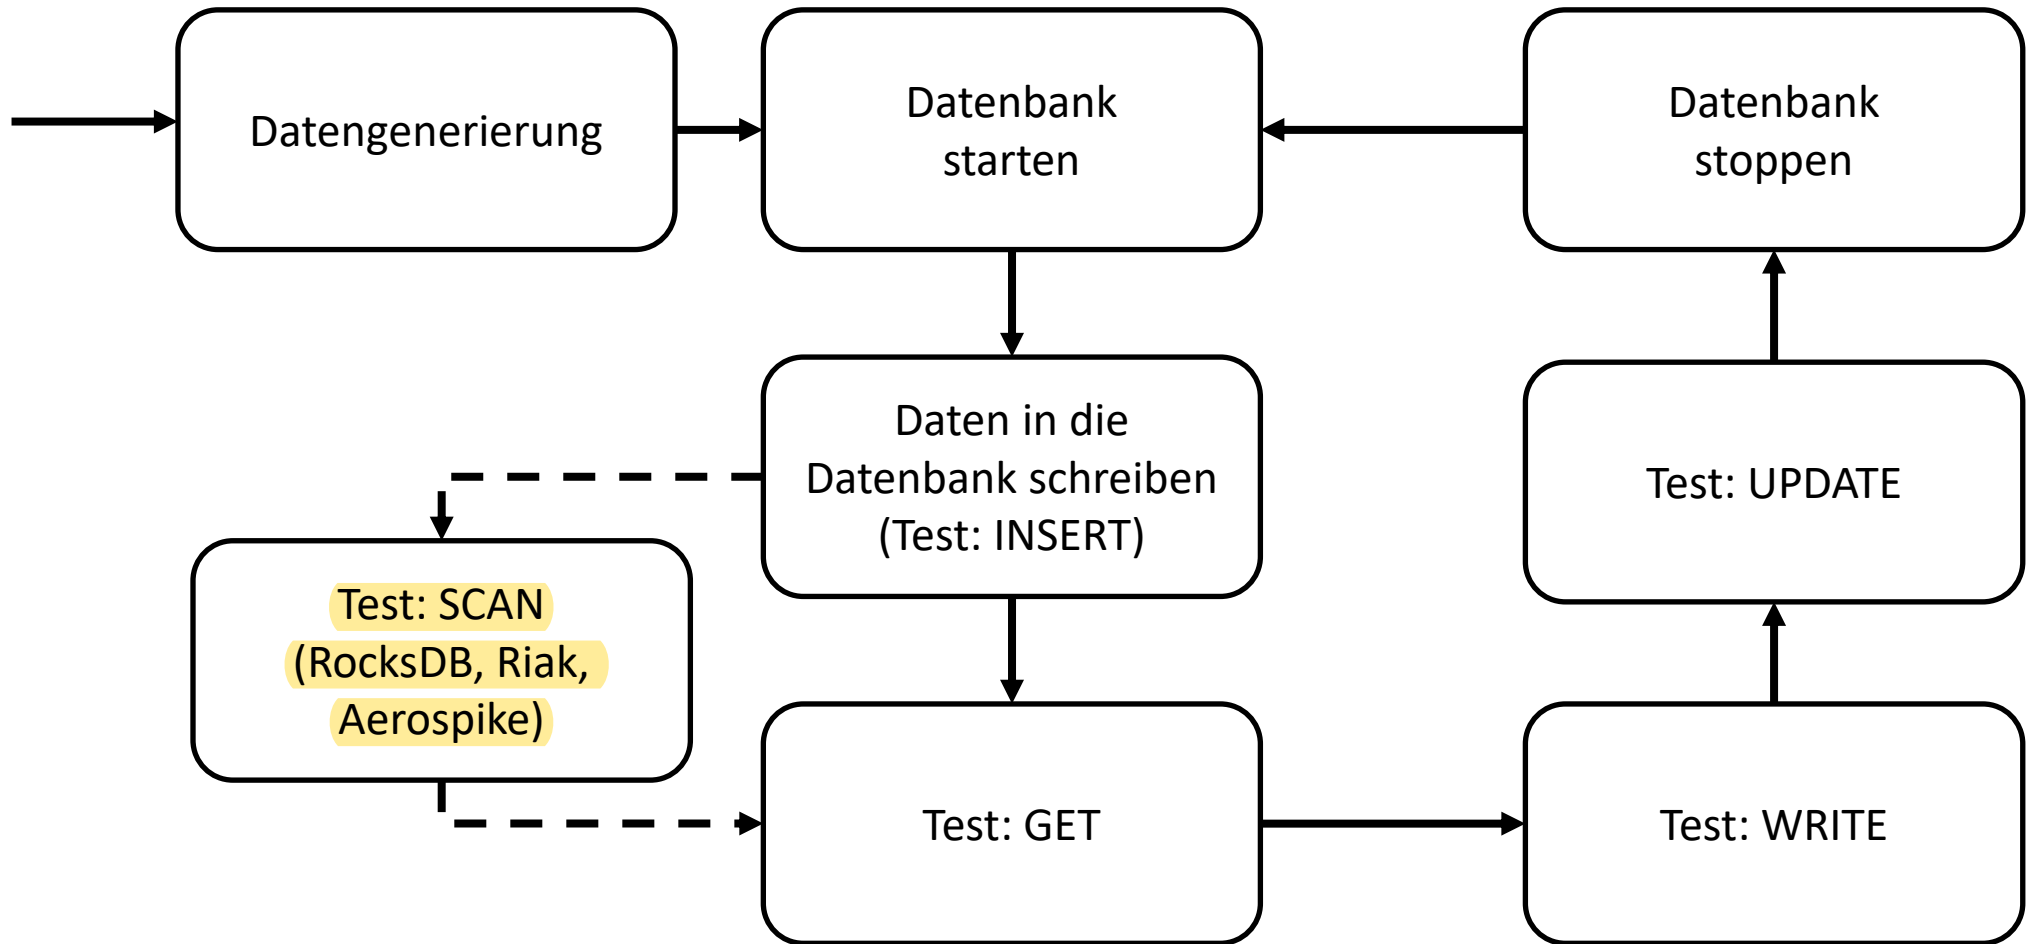 Datengenerierung
Datenbank
starten
Datenbank
stoppen
Daten in die
Datenbank schreiben
(Test: INSERT)
Test: UPDATE
Test: SCAN
(RocksDB, Riak,
Aerospike)
Test: GET
Test: WRITE